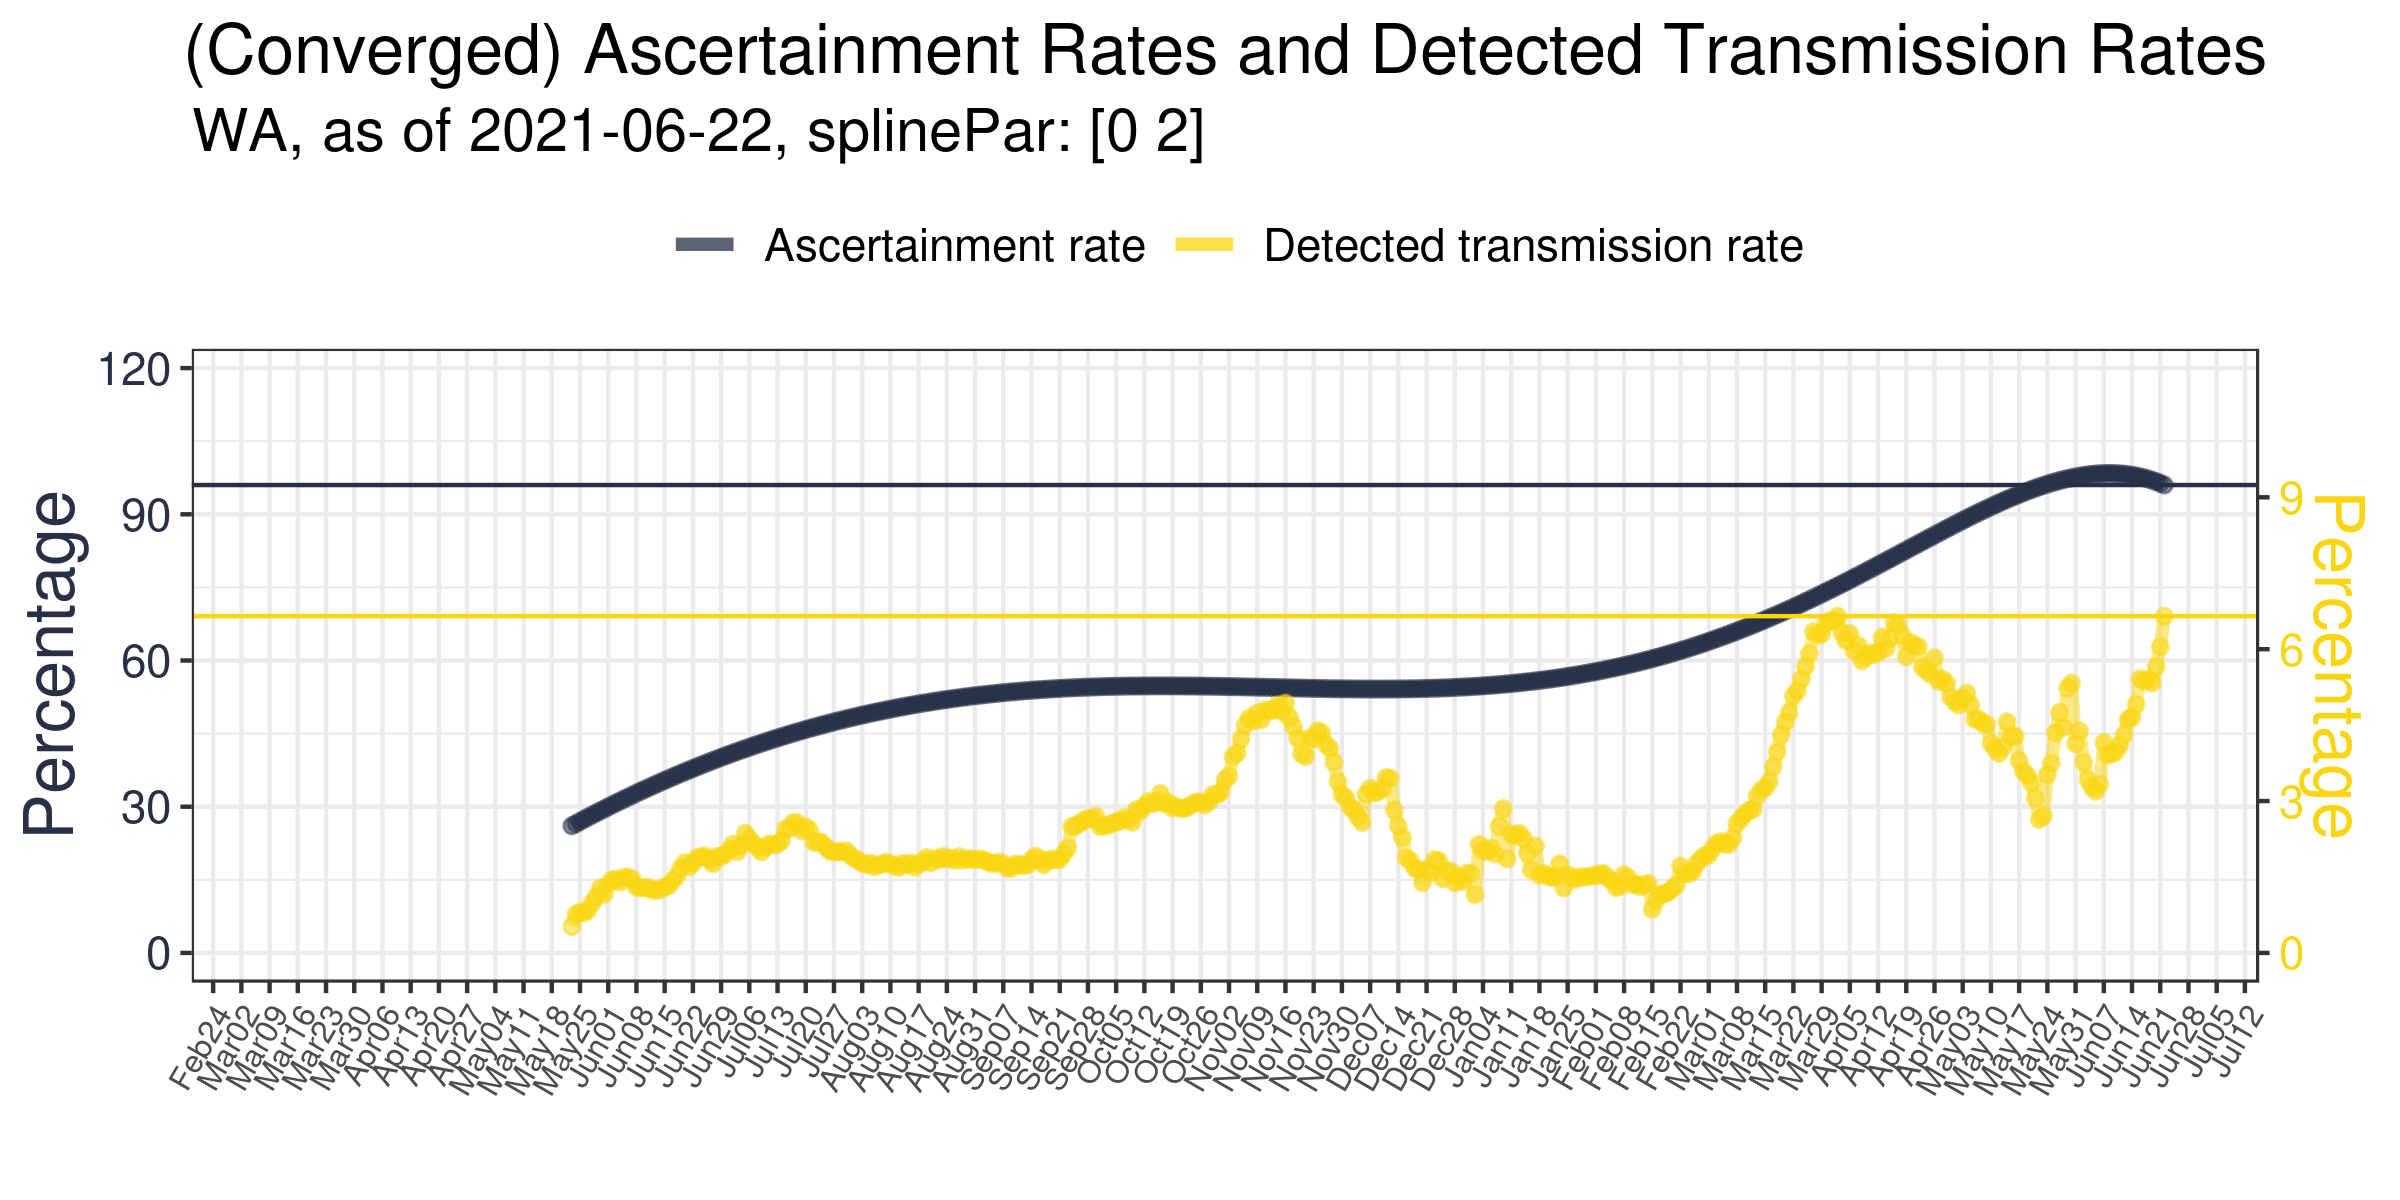 (Converged) Ascertainment Rates and Detected Transmission Rates
WA, as of 2021-06-22, splinePar: [0 2]
Ascertainment rate Detected transmission rate
Percentage
120
90
60
30
0
9
6
3
0
Percentage
Feb24 Mar02 Mar09 Mar16 Mar23 Mar30 Apr06 Apr13 Apr20 Apr27 May04 May11 May18 May25 Jun01 Jun08 Jun15 Jun22 Jun29 Jul06 Jul13 Jul20 Jul27 Aug03 Aug10 Aug17 Aug24 Aug31 Sep07 Sep14 Sep21 Sep28 Oct05 Oct12 Oct19 Oct26 Nov02 Nov09 Nov16 Nov23 Nov30 Dec07 Dec14 Dec21 Dec28 Jan04 Jan11 Jan18 Jan25 Feb01 Feb08 Feb15 Feb22 Mar01 Mar08 Mar15 Mar22 Mar29 Apr05 Apr12 Apr19 Apr26 May03 May10 May17 May24 May31 Jun07 Jun14 Jun21 Jun28 Jul05 Jul12